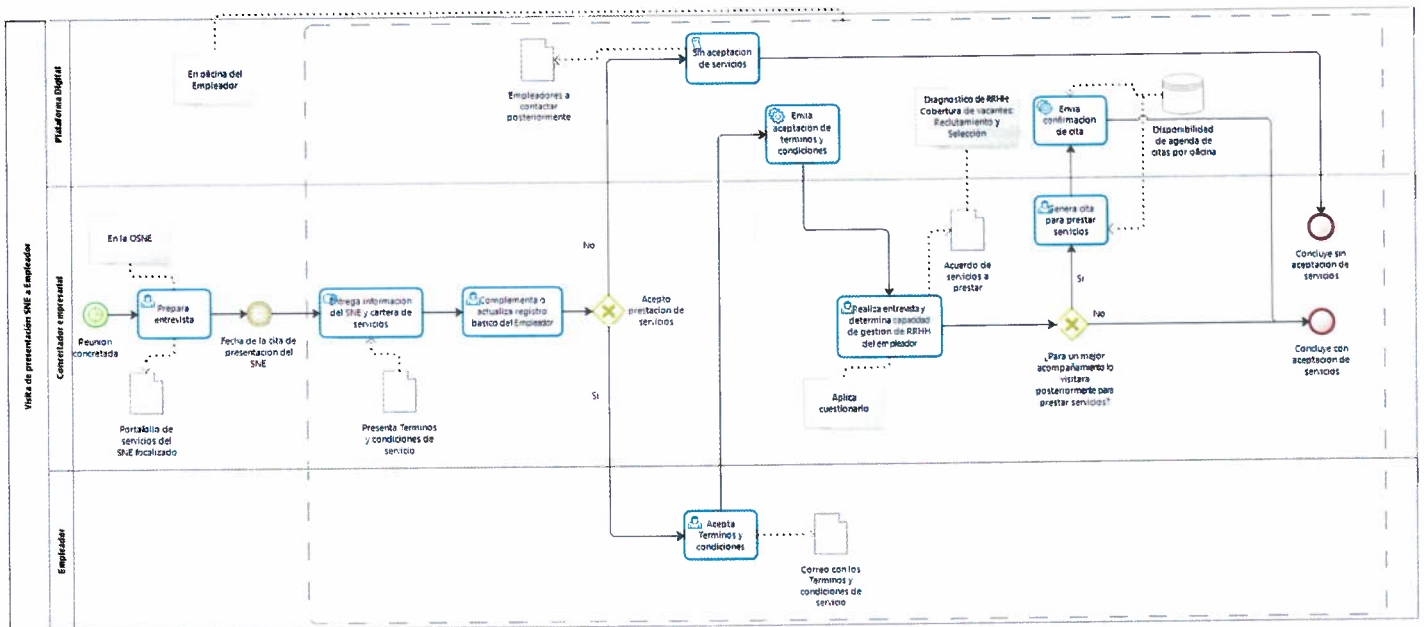 Visita de presentación SNE a Empleador
Plataforma Digital
En oficina del
Empleador
Empleadores a
contactar
posteriormente
Sin aceptacion
de servicios
Envia
aceptacion de
terminos y
condiciones
Diagnostico de RRHH
Cobertura de vacantes:
Reclutamiento y
Selección
Envia
confirmacion
de cita
Disponibilidad
de agenda de
citas por oficina
Concertador empresarial
En la OSNE
Reunion
concretada
Prepara
entrevista
Portafolio de
servicios del
SNE focalizado
Fecha de la cita de
presentacion del
SNE
Entrega informacion
del SNE y cartera de
servicios
Presenta Terminos
y condiciones de
servicio
Complementa o
actualiza registro
basico del Empleador
No
Acepto
prestacion de
servicios
Si
Realiza entrevista y
determina capacidad
de gestion de RRHH
del empleador
Aplica
cuestionario
Acuerdo de
servicios a
prestar
Genera cita
para prestar
servicios
Si
No
¿Para un mejor
acompañamiento lo
visitara
posteriormente para
prestar servicios?
Concluye sin
aceptacion de
servicios
Concluye con
aceptacion de
servicios
Empleador
Acepta
Terminos y
condiciones
Correo con los
Terminos y
condiciones de
servicio